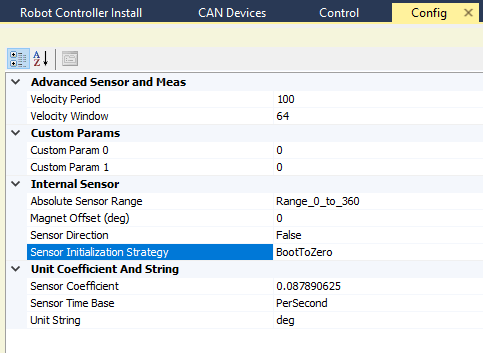 Robot Controller Install CAN Devices Control Config
Advanced Sensor and Meas
Velocity Period 100
Velocity Window 64
Custom Params
Custom Param 0 0
Custom Param 1 0
Internal Sensor
Absolute Sensor Range Range_0_to_360
Magnet Offset (deg) 0
Sensor Direction False
Sensor Initialization Strategy BootToZero
Unit Coefficient And String
Sensor Coefficient 0.087890625
Sensor Time Base PerSecond
Unit String deg